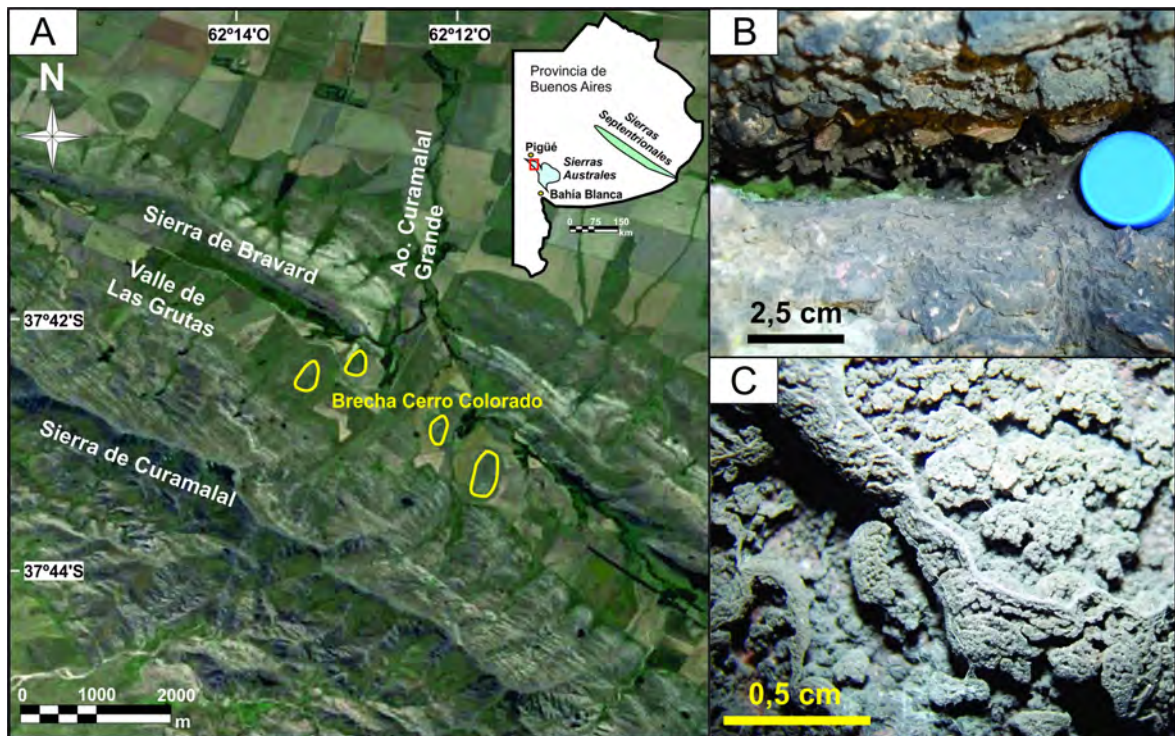 A
62°14'O
62°12'O
N
Provincia de
Buenos Aires
Sierras
Septentrionales
Pigüé
Sierras
Australes
Bahía Blanca
0 75 150
km
Ao. Curamalal
Grande
Sierra de Bravard
Valle de
Las Grutas
37°42'S
Brecha Cerro Colorado
Sierra de Curamalal
37°44'S
0 1000 2000
m
B
2,5 cm
C
0,5 cm